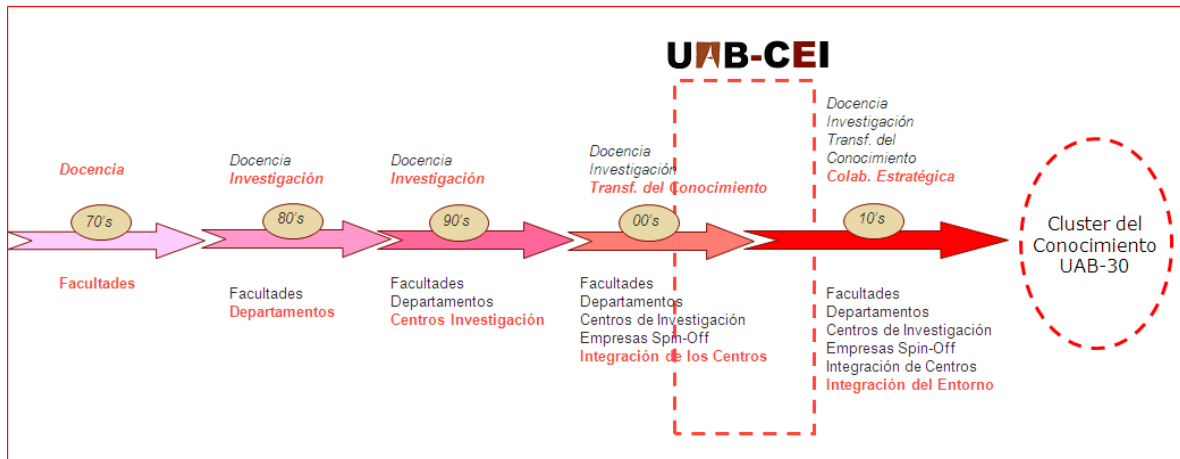 UAB-CEI
Docencia
70's
Facultades
Docencia
Investigación
80's
Facultades
Departamentos
Docencia
Investigación
90's
Facultades
Departamentos
Centros Investigación
Docencia
Investigación
Transf. del Conocimiento
00's
Facultades
Departamentos
Centros de Investigación
Empresas Spin-Off
Integración de los Centros
Docencia
Investigación
Transf. del
Conocimiento
Colab. Estratégica
10's
Facultades
Departamentos
Centros de Investigación
Empresas Spin-Off
Integración de Centros
Integración del Entorno
Cluster del
Conocimiento
UAB-30